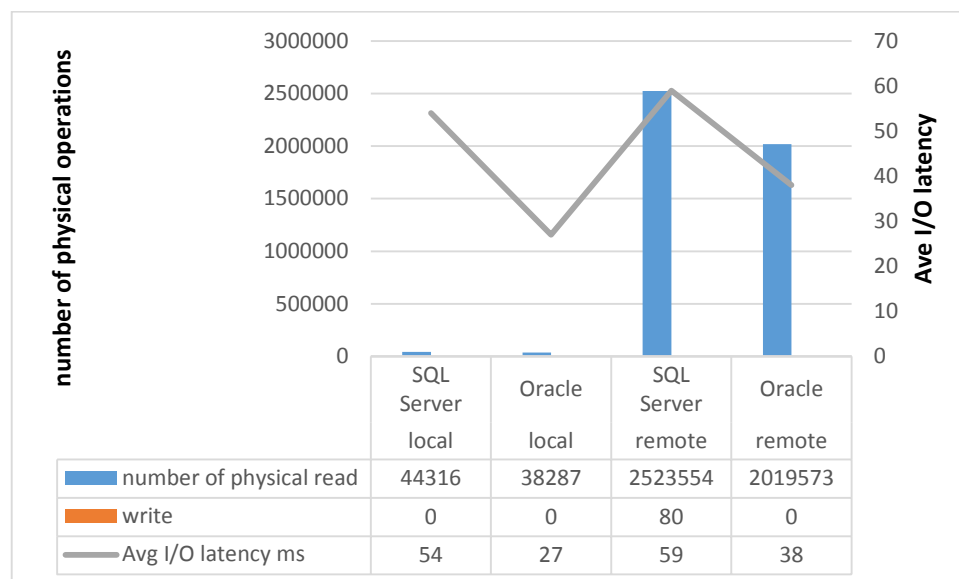 number of physical operations
3000000
2500000
2000000
1500000
1000000
500000
0
70
60
50
40
30
20
10
0
Ave I/O latency
SQL Server Oracle SQL Server Oracle
local local remote remote
number of physical read 44316 38287 2523554 2019573
write 0 0 80 0
Avg I/O latency ms 54 27 59 38